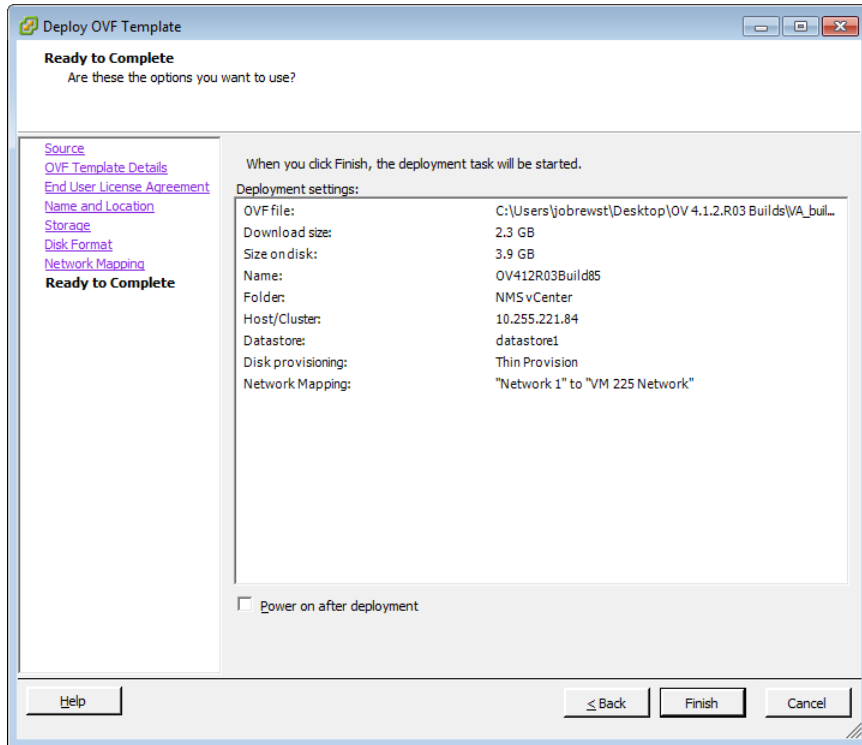 Deploy OVF Template
Ready to Complete
Are these the options you want to use?
Source
OVF Template Details
End User License Agreement
Name and Location
Storage
Disk Format
Network Mapping
Ready to Complete
When you click Finish, the deployment task will be started.
Deployment settings:
OVF file: C:\Users\jobrewst\Desktop\OV 4.1.2.R03 Builds\VA_buil...
Download size: 2.3 GB
Size on disk: 3.9 GB
Name: OV412R03Build85
Folder: NMS vCenter
Host/Cluster: 10.255.221.84
Datastore: datastore1
Disk provisioning: Thin Provision
Network Mapping: "Network 1" to "VM 225 Network"
Power on after deployment
Help
< Back
Finish
Cancel